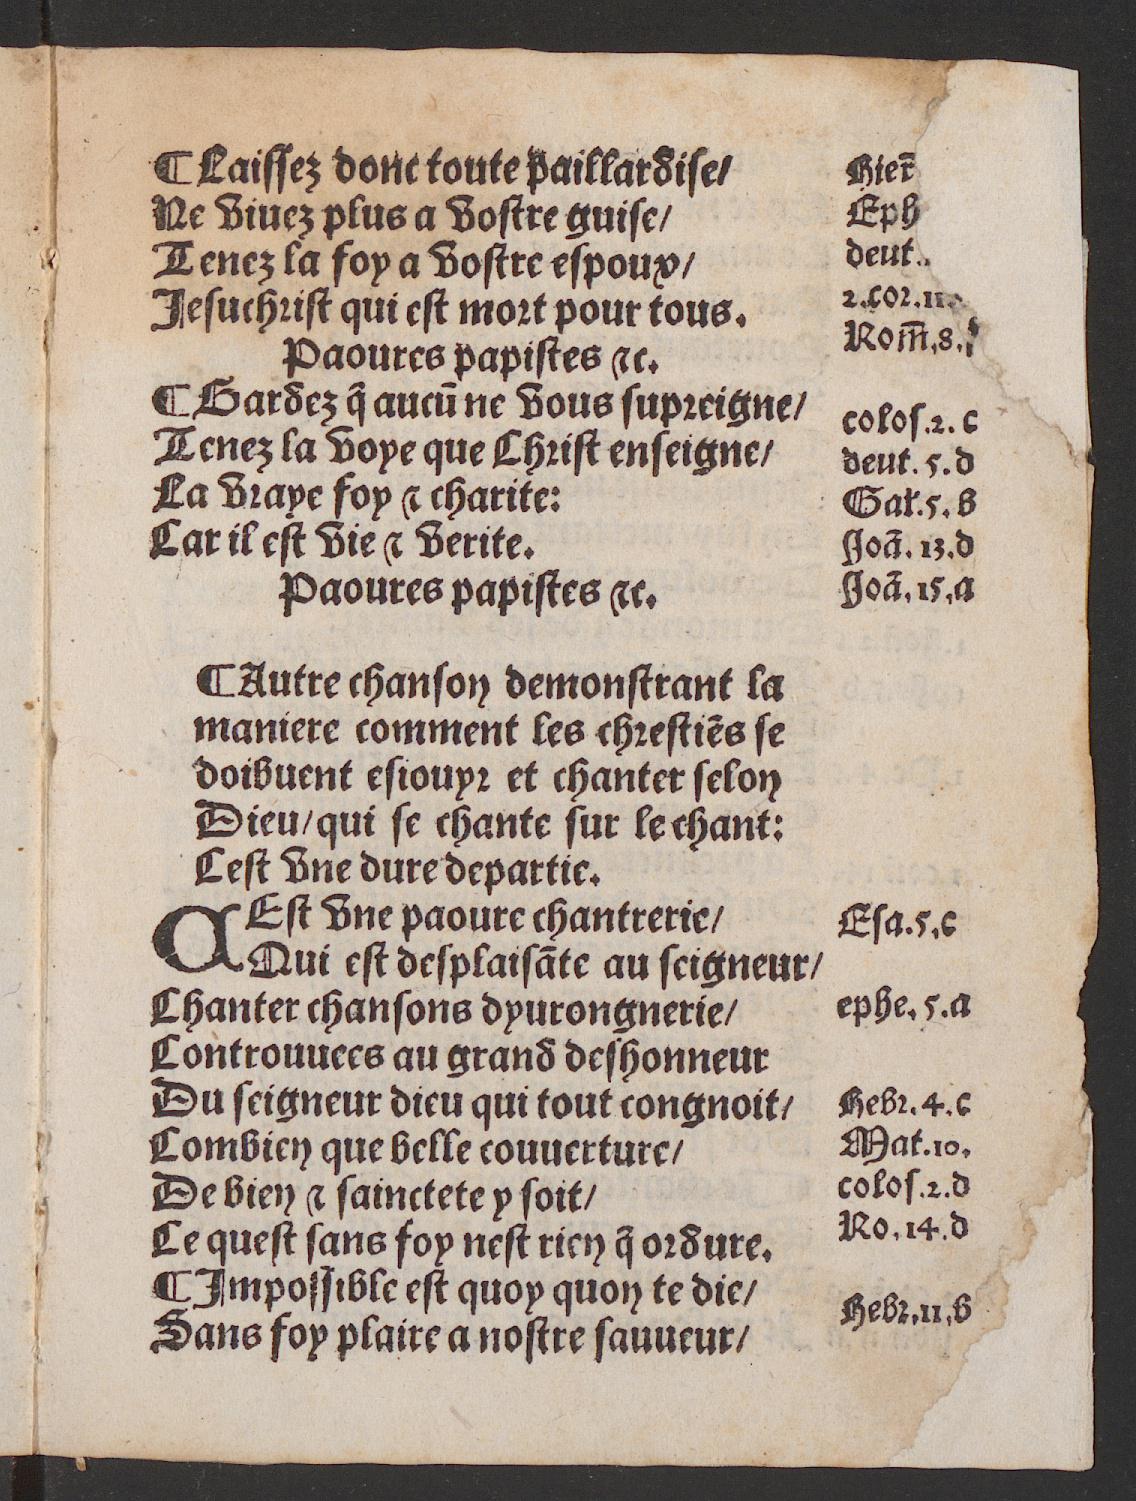 ¶ Laissez donc toute paillardise/
Ne viuez plus a vostre guise/
Tenez la foy a vostre espoux/
Jesuchrist qui est mort pour tous.
Paoures papistes ⁊c.
¶ Gardez q̃ aucũ ne vous supreigne/
Tenez la voye que Christ enseigne/
La vraye foy ⁊ charite:
Car il est vie ⁊ verite.
Paoures papistes ⁊c.
Hier̃
Eph
deut.
2.cor.11
Rom̃.8.
colos.2.c
deut.5.d
Gal.5.b
Joã.13.d
Joã.15.a
¶ Autre chanson demonstrant la
maniere comment les chrestiẽs se
doibuent esiouyr et chanter selon
Dieu/qui se chante sur le chant:
Cest vne dure departie.
CEst vne paoure chantrerie/
Qui est desplaisãte au seigneur/
Chanter chansons dyurongnerie/
Controuuees au grand deshonneur
Du seigneur dieu qui tout congnoit/
Combien que belle couuerture/
De bien ⁊ sainctete y soit/
Ce quest sans foy nest rien q̃ ordure.
¶ Impossible est quoy quon te die/
Sans foy plaire a nostre sauueur/
Esa.5.c
ephe.5.a
Hebr.4.c
Mat.10.
colos.2.d
Ro.14.d
Hebr.11.b